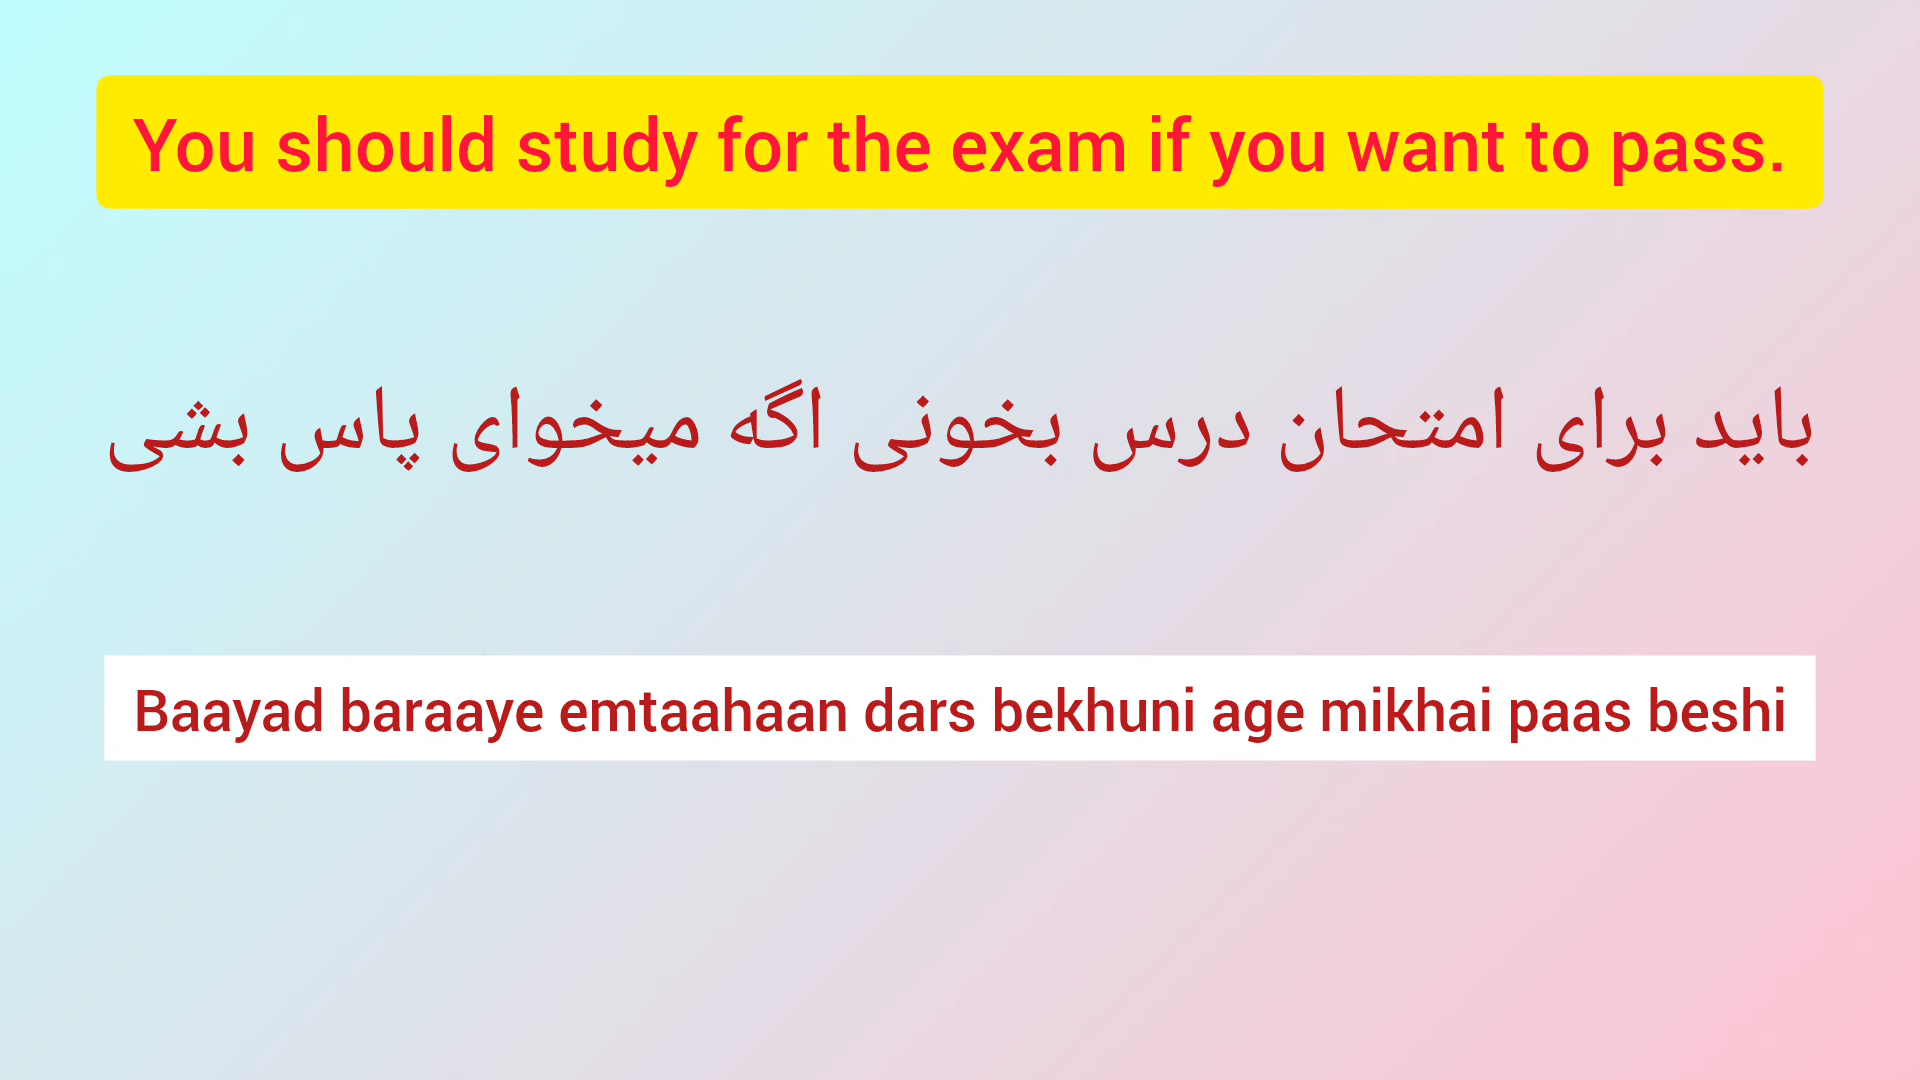 You should study for the exam if you want to pass.
باید برای امتحان درس بخونی اگه میخوای پاس بشی
Baayad baraaye emtaahaan dars bekhuni age mikhai paas beshi